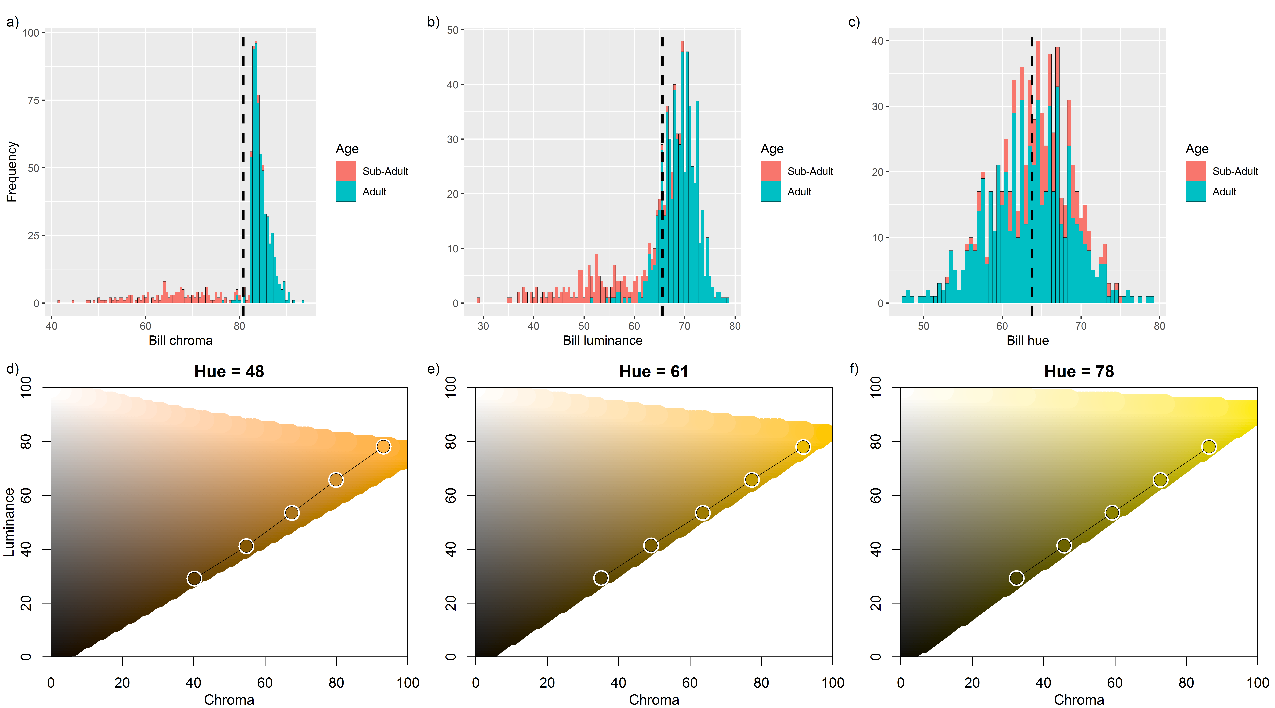 a)
b)
c)
Frequency
100
75
50
25
0
40
60
80
Bill chroma
Age
Sub-Adult
Adult
50
40
30
20
10
0
30
40
50
60
70
80
Bill luminance
Age
Sub-Adult
Adult
40
30
20
10
0
50
60
70
80
Bill hue
Age
Sub-Adult
Adult
d)
Hue = 48
Luminance
100
80
60
40
20
0
0
20
40
60
80
100
Chroma
e)
Hue = 61
100
80
60
40
20
0
0
20
40
60
80
100
Chroma
f)
Hue = 78
100
80
60
40
20
0
0
20
40
60
80
100
Chroma